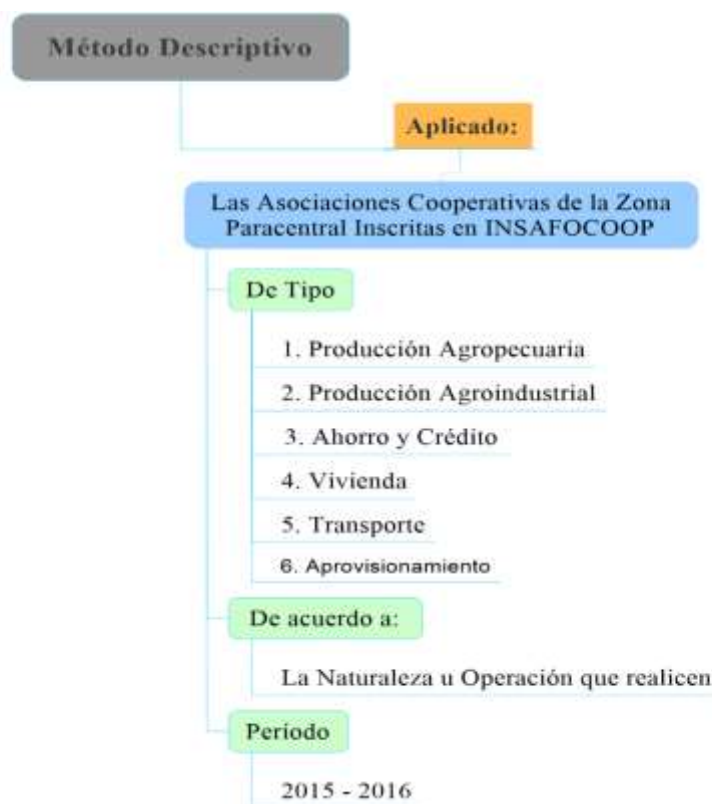 Método Descriptivo
Aplicado:
Las Asociaciones Cooperativas de la Zona
Paracentral Inscritas en INSAFOCOOP
De Tipo
1. Producción Agropecuaria
2. Producción Agroindustrial
3. Ahorro y Crédito
4. Vivienda
5. Transporte
6. Aprovisionamiento
De acuerdo a:
La Naturaleza u Operación que realicen
Período
2015 - 2016